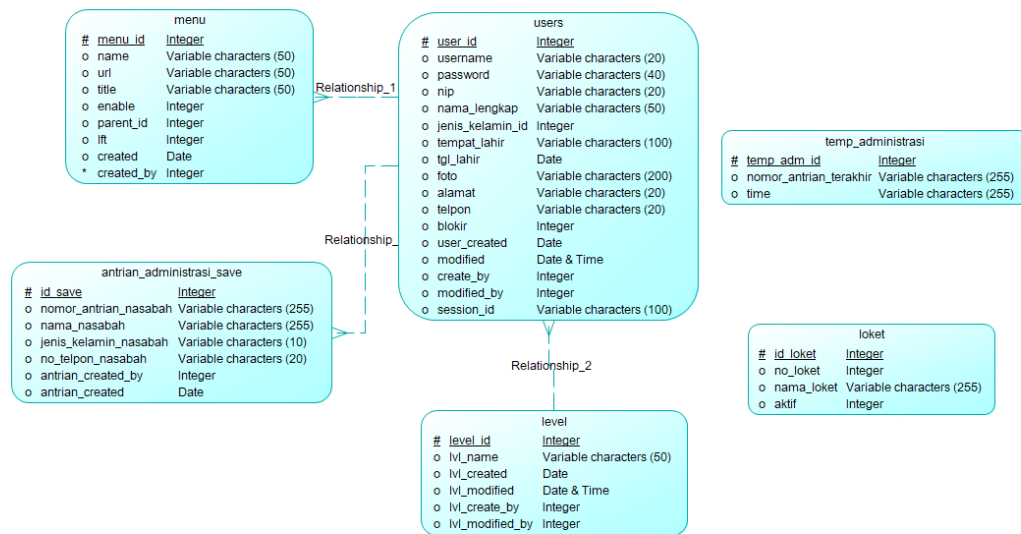 menu
# menu_id Integer
o name Variable characters (50)
o url Variable characters (50)
o title Variable characters (50)
o enable Integer
o parent_id Integer
o lft Integer
o created Date
* created_by Integer
Relationship_1
users
# user_id Integer
o username Variable characters (20)
o password Variable characters (40)
o nip Variable characters (20)
o nama_lengkap Variable characters (50)
o jenis_kelamin_id Integer
o tempat_lahir Variable characters (100)
o tgl_lahir Date
o foto Variable characters (200)
o alamat Variable characters (20)
o telpon Variable characters (20)
o blokir Integer
o user_created Date
o modified Date & Time
o create_by Integer
o modified_by Integer
o session_id Variable characters (100)
temp_administrasi
# temp_adm_id Integer
o nomor_antrian_terakhir Variable characters (255)
o time Variable characters (255)
Relationship_
antrian_administrasi_save
# id_save Integer
o nomor_antrian_nasabah Variable characters (255)
o nama_nasabah Variable characters (255)
o jenis_kelamin_nasabah Variable characters (10)
o no_telpon_nasabah Variable characters (20)
o antrian_created_by Integer
o antrian_created Date
Relationship_2
loket
# id_loket Integer
o no_loket Integer
o nama_loket Variable characters (255)
o aktif Integer
level
# level_id Integer
o lvl_name Variable characters (50)
o lvl_created Date
o lvl_modified Date & Time
o lvl_create_by Integer
o lvl_modified_by Integer